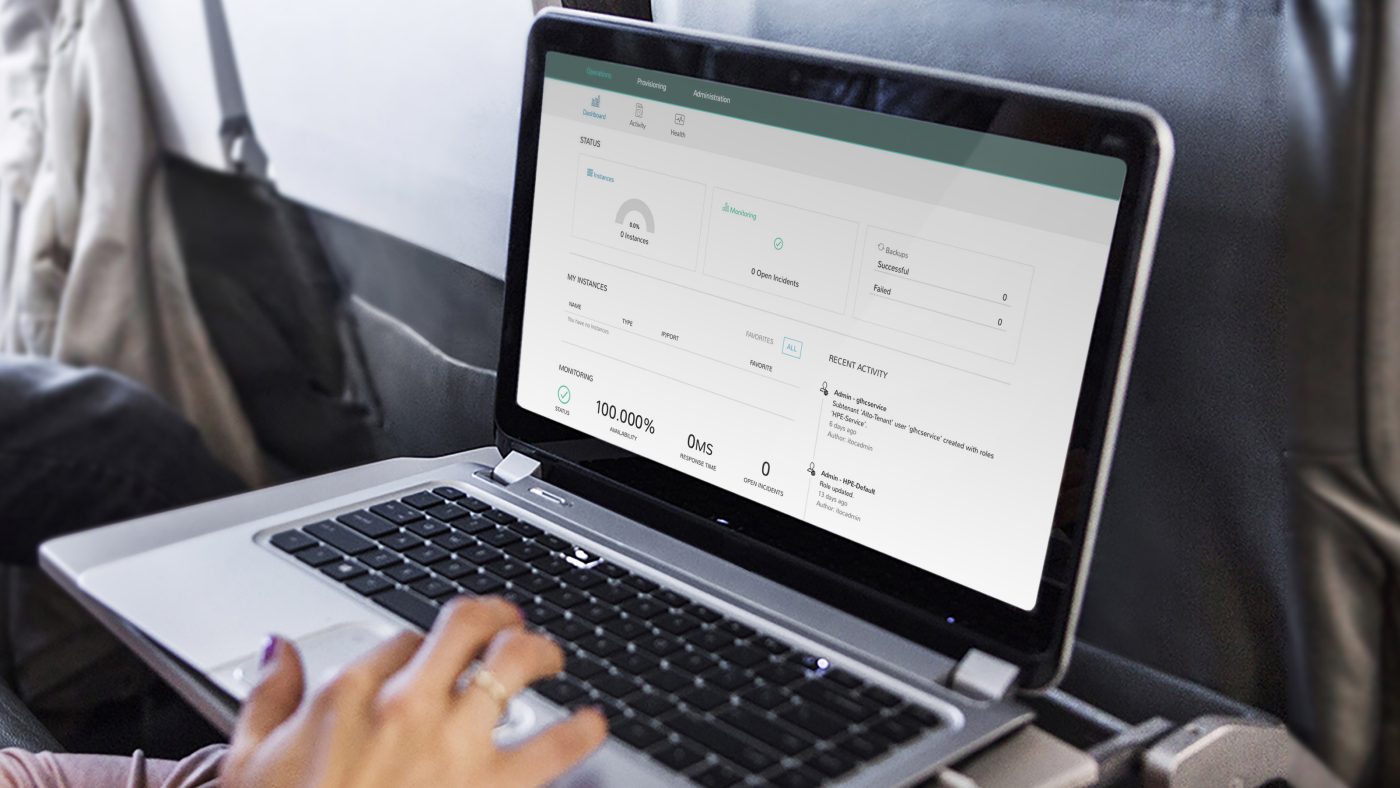 Operations Provisioning Administration
Dashboard Activity Health
STATUS
Instances
0.0%
0 Instances
Monitoring
0 Open Incidents
Backups
Successful 0
Failed 0
MY INSTANCES
FAVORITES ALL
NAME TYPE IP/PORT FAVORITE
You have no instances
MONITORING
STATUS
100.000%
AVAILABILITY
0MS
RESPONSE TIME
0
OPEN INCIDENTS
RECENT ACTIVITY
Admin - glhcservice
Subtenant 'Alto-Tenant' user 'glhcservice' created with roles
'HPE-Service'.
6 days ago
Author: itocadmin
Admin - HPE-Default
Role updated.
13 days ago
Author: itocadmin